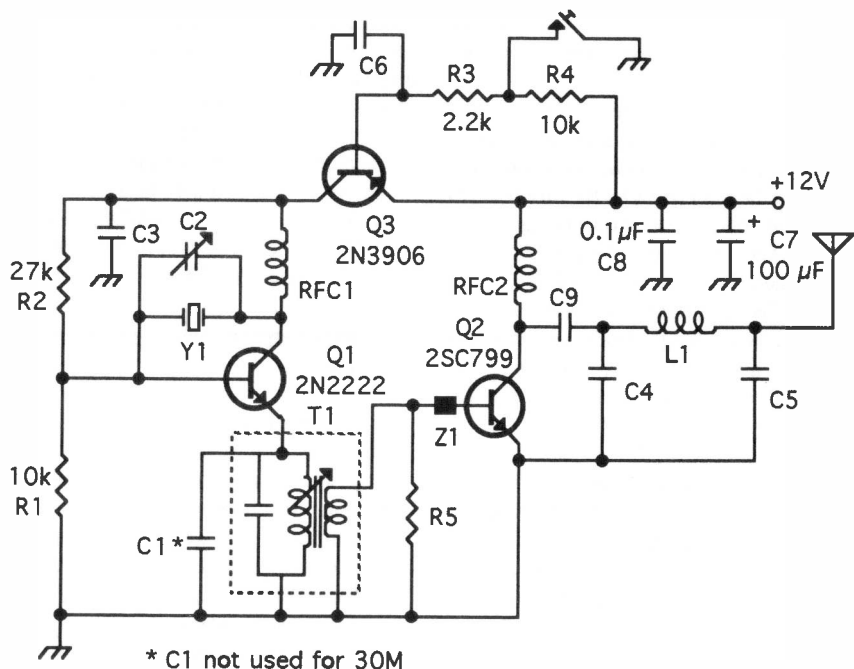 C6
R3
R4
2.2k
10k
+12V
Q3
2N3906
C3
C2
RFC1
Y1
27k
R2
0.1µF
C8
+
C7
100 µF
RFC2
C9
Q2
2SC799
L1
Q1
2N2222
T1
Z1
C4
C5
10k
R1
C1*
R5
* C1 not used for 30M